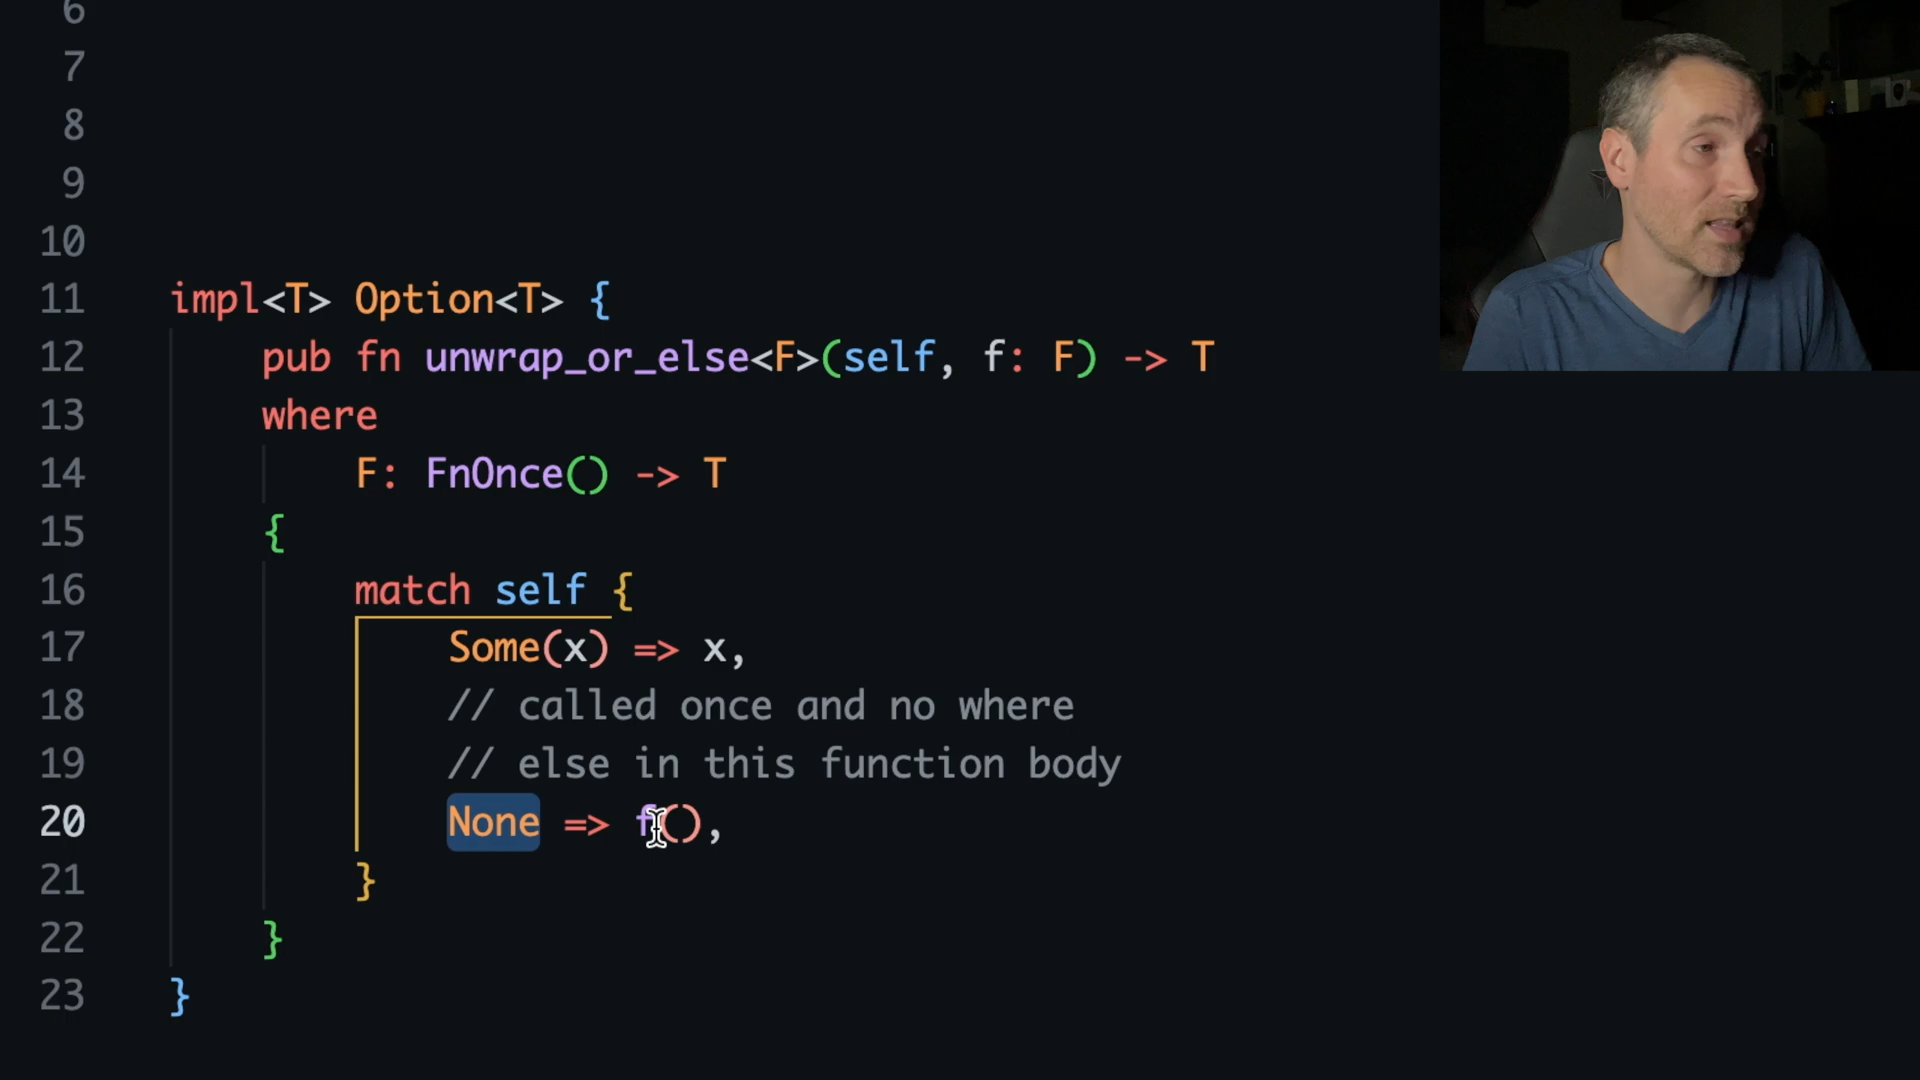 6
7
8
9
10
11 impl<T> Option<T> {
12 pub fn unwrap_or_else<F>(self, f: F) -> T
13 where
14 F: FnOnce() -> T
15 {
16 match self {
17 Some(x) => x,
18 // called once and no where
19 // else in this function body
20 None => f(),
21 }
22 }
23 }